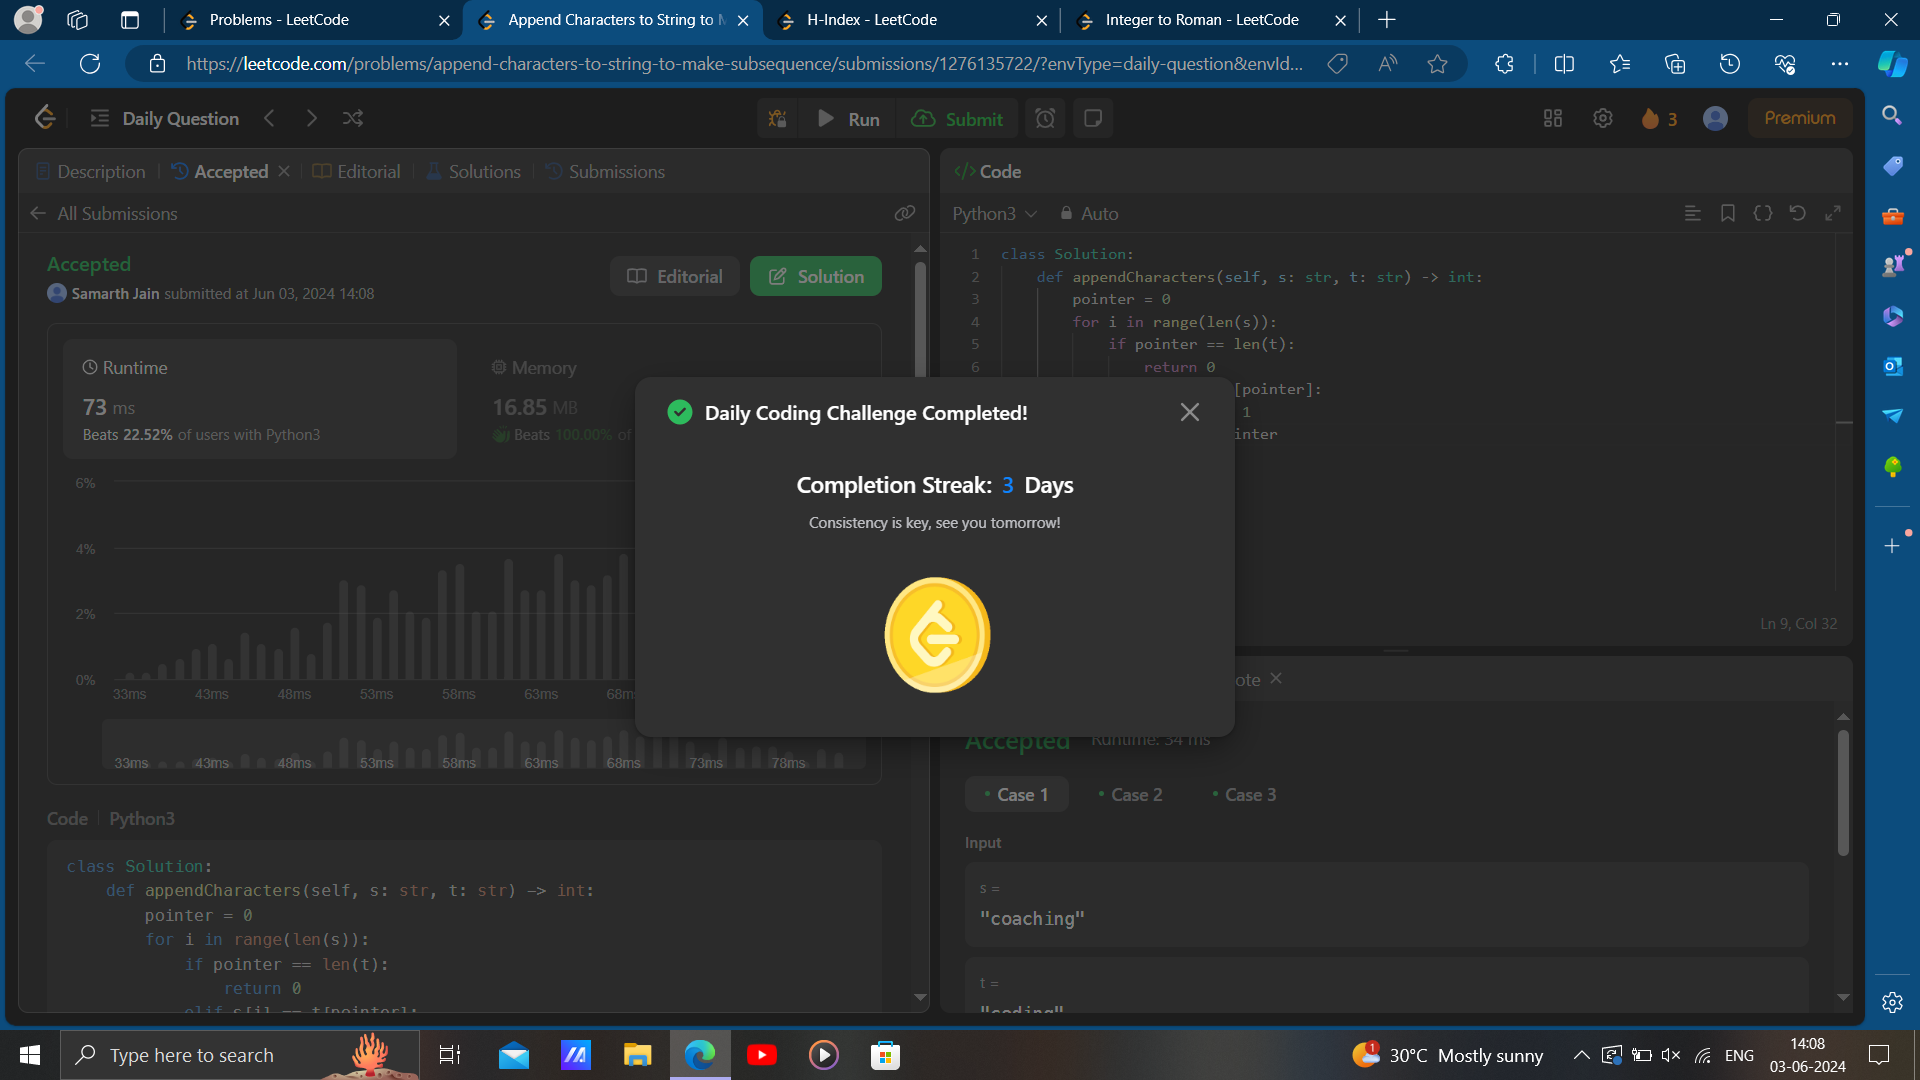 Problems - LeetCode
Append Characters to String to M
H-Index - LeetCode
Integer to Roman - LeetCode
https://leetcode.com/problems/append-characters-to-string-to-make-subsequence/submissions/1276135722/?envType=daily-question&envId...
Daily Question
Run
Submit
3
Premium
Description
Accepted
Editorial
Solutions
Submissions
All Submissions
Accepted
Samarth Jain submitted at Jun 03, 2024 14:08
Editorial
Solution
Runtime
73 ms
Beats 22.52% of users with Python3
Memory
16.85 MB
Beats 100.00% of
6%
4%
2%
0%
33ms 43ms 48ms 53ms 58ms 63ms 68ms
33ms 43ms 48ms 53ms 58ms 63ms 68ms 73ms 78ms
Code Python3
class Solution:
def appendCharacters(self, s: str, t: str) -> int:
pointer = 0
for i in range(len(s)):
if pointer == len(t):
return 0
elif s[i] == t[pointer]:
Daily Coding Challenge Completed!
Completion Streak: 3 Days
Consistency is key, see you tomorrow!
</> Code
Python3
Auto
1 class Solution:
2 def appendCharacters(self, s: str, t: str) -> int:
3 pointer = 0
4 for i in range(len(s)):
5 if pointer == len(t):
6 return 0
[pointer]:
1
inter
Ln 9, Col 32
ote
Accepted Runtime: 54 ms
Case 1
Case 2
Case 3
Input
s =
"coaching"
t =
"coding"
Type here to search
1
30°C Mostly sunny
ENG
14:08
03-06-2024